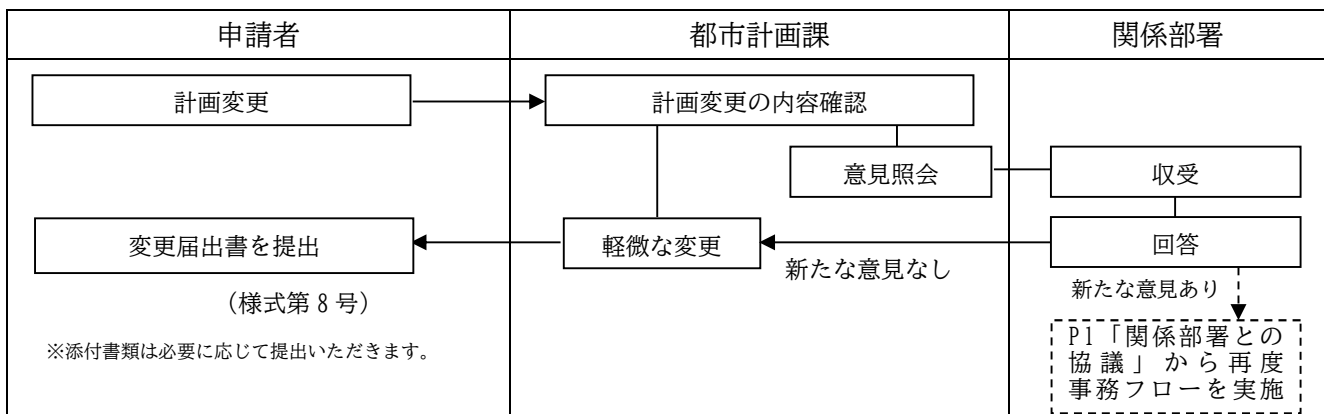 申請者
都市計画課
関係部署
計画変更
計画変更の内容確認
意見照会
収受
変更届出書を提出
軽微な変更
回答
新たな意見なし
新たな意見あり
（様式第8号）
※添付書類は必要に応じて提出いただきます。
P1「関係部署との
協議」から再度
事務フローを実施